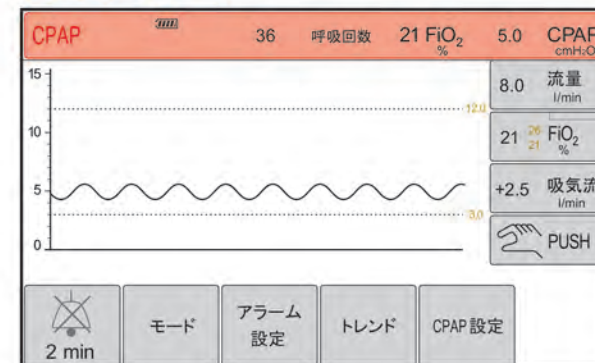 CPAP 36 呼吸回数 21 FiO2 % 5.0 CPAP cmH2O
15
12.0
10
5
3.0
0
8.0 流量 l/min
21 26 21 FiO2 %
+2.5 吸気流 l/min
PUSH
2 min
モード
アラーム
設定
トレンド
CPAP 設定